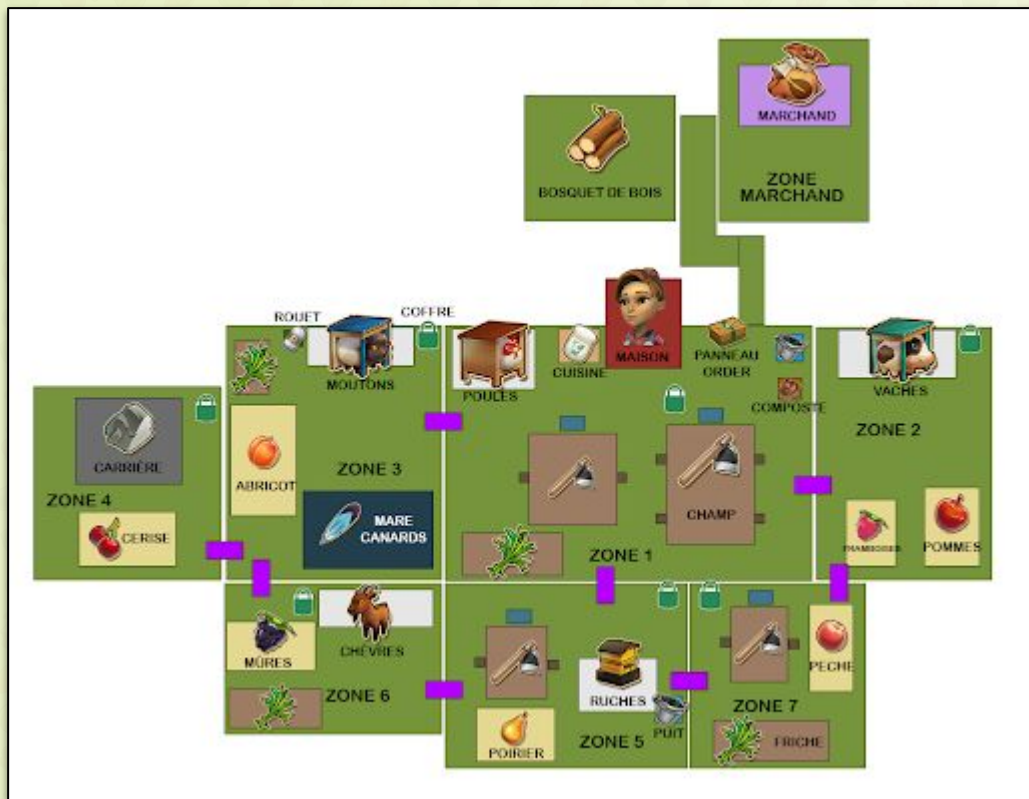 MARCHAND
ZONE
MARCHAND
BOSQUET DE BOIS
ROUET
COFFRE
MOUTONS
POULES
CUISINE
MAISON
PANNEAU
ORDER
COMPOSTE
VACHES
ZONE 2
CARRIÈRE
ZONE 4
CERISE
ABRICOT
ZONE 3
MARE
CANARDS
CHAMP
ZONE 1
FRAMBOISES
POMMES
MÛRES
CHÈVRES
ZONE 6
RUCHES
POIRIER
ZONE 5
PUIT
PECHE
ZONE 7
FRICHE